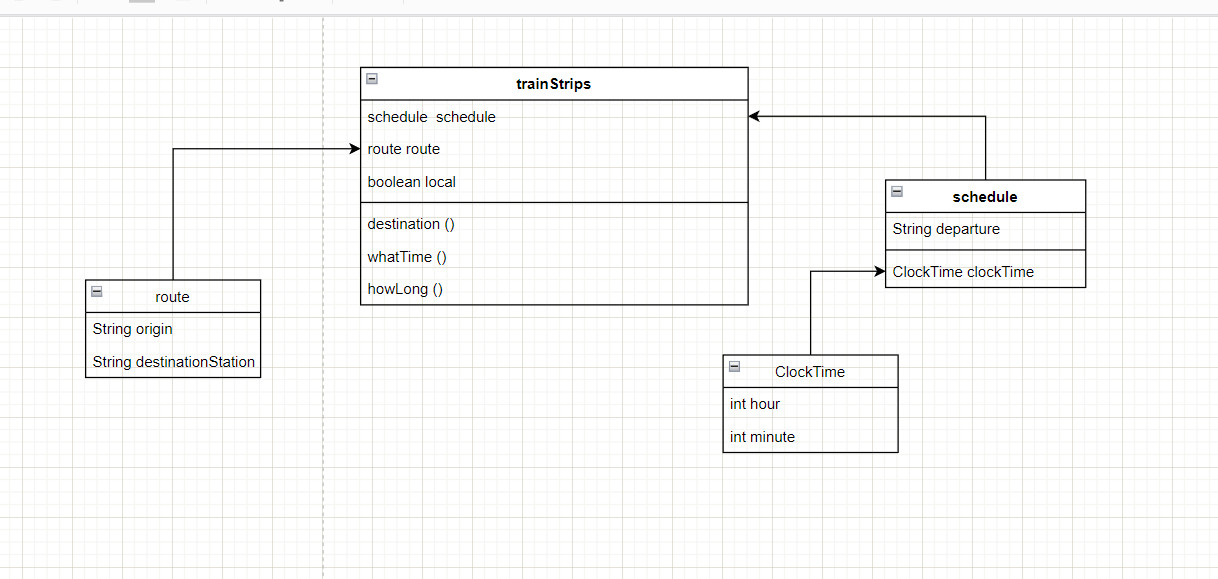 trainStrips
schedule  schedule
route route
boolean local
destination ()
whatTime ()
howLong ()
schedule
String departure
ClockTime clockTime
route
String origin
String destinationStation
ClockTime
int hour
int minute